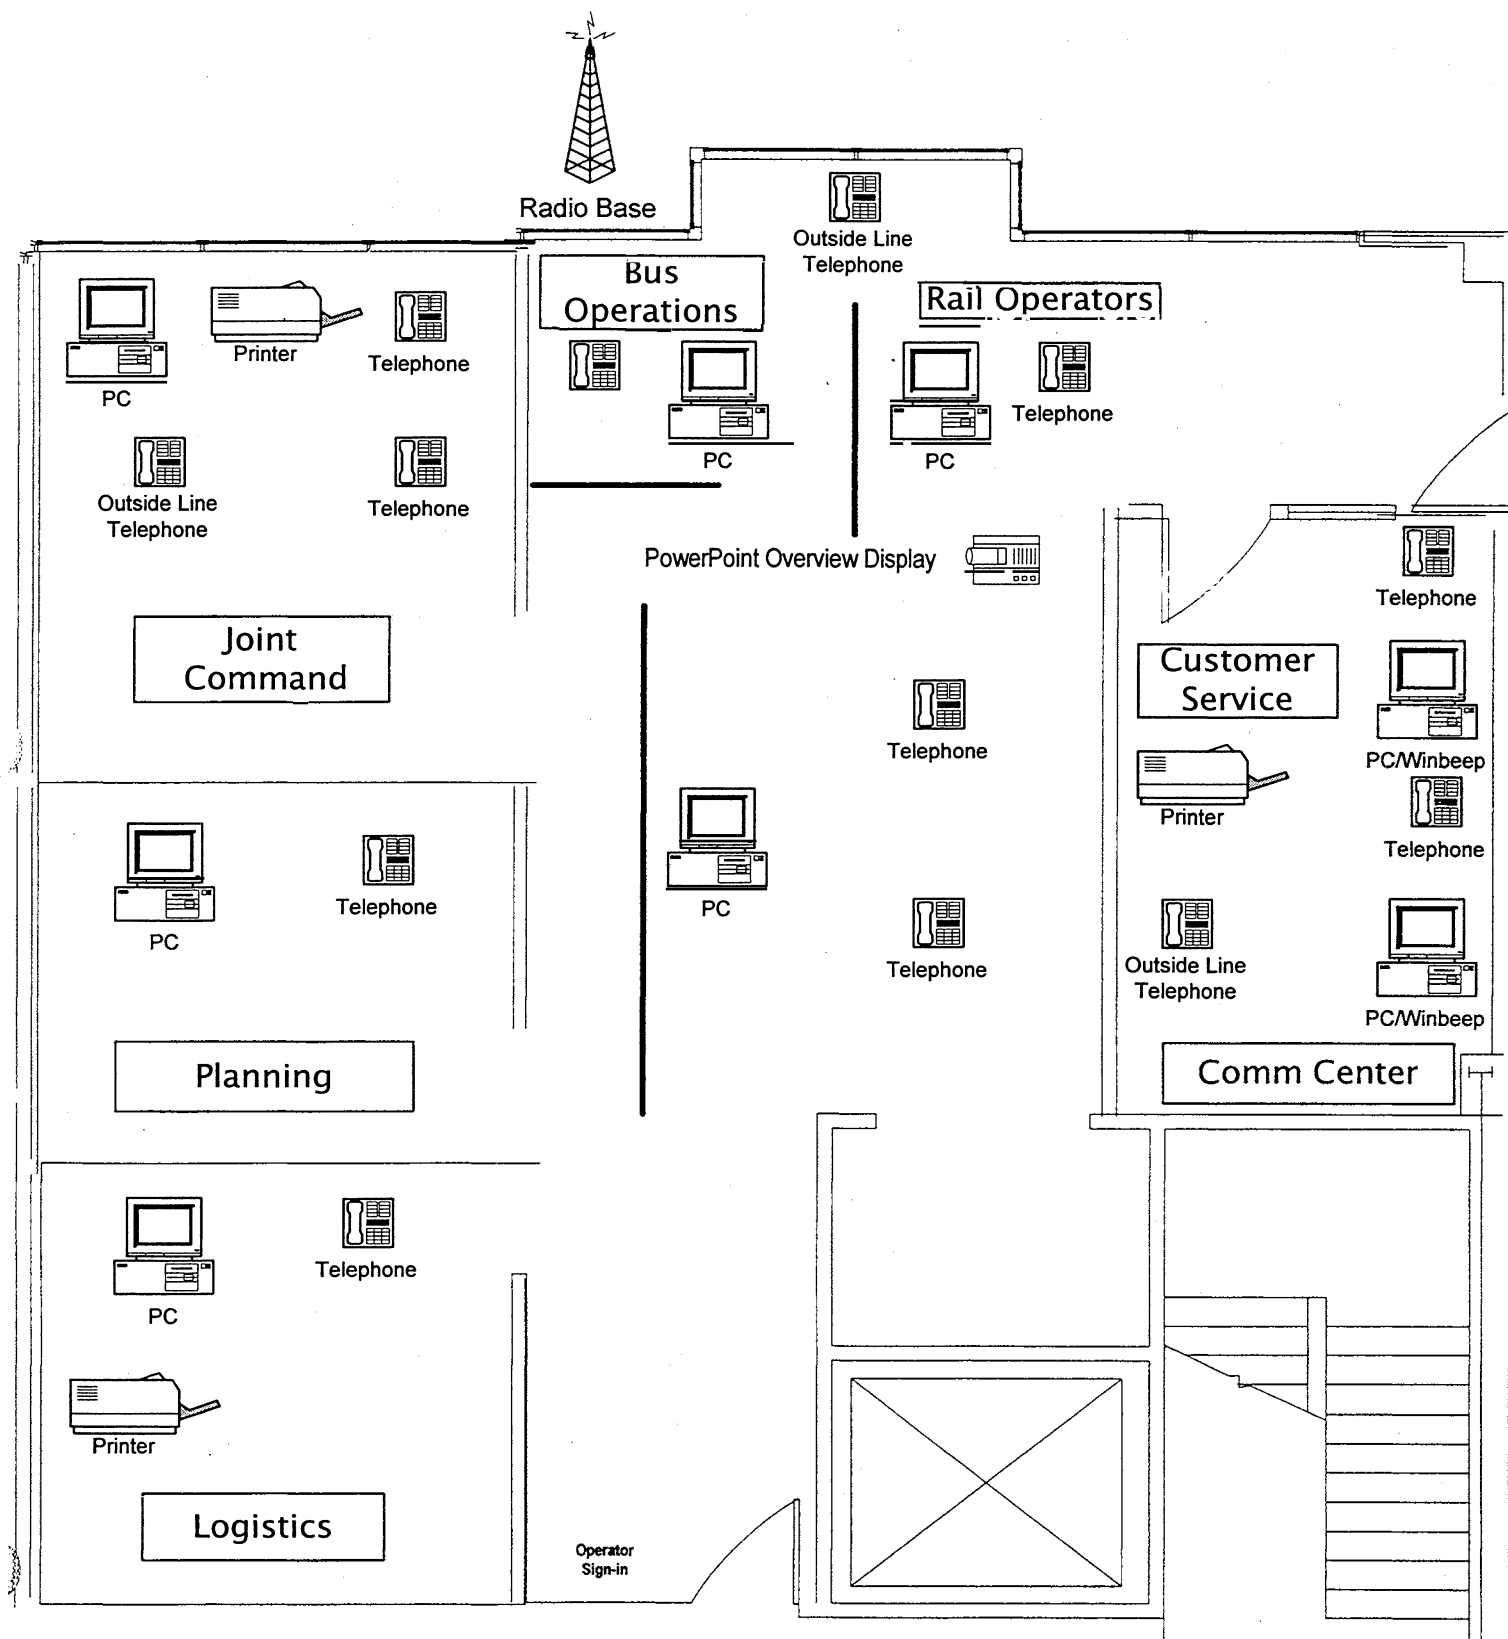 Radio Base
Outside Line
Telephone
Bus
Operations
Rail Operators
Printer
Telephone
PC
Telephone
PC
PC
Outside Line
Telephone
Telephone
PowerPoint Overview Display
Telephone
Joint
Command
Customer
Service
Telephone
PC/Winbeep
Printer
Telephone
PC
Telephone
PC
Telephone
Outside Line
Telephone
PC/Winbeep
Planning
Comm Center
PC
Telephone
Printer
Logistics
Operator
Sign-in